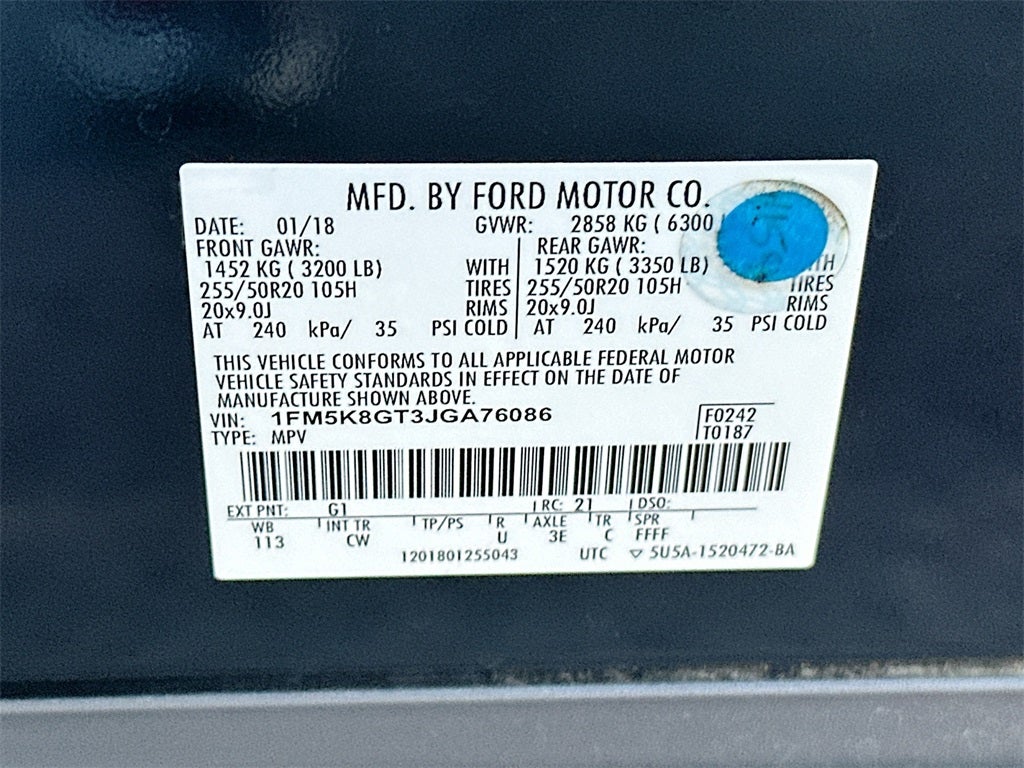 MFD. BY FORD MOTOR CO.
DATE: 01/18 GVWR: 2858 KG ( 6300
FRONT GAWR: REAR GAWR:
1452 KG ( 3200 LB) WITH 1520 KG ( 3350 LB)
255/50R20 105H TIRES 255/50R20 105H TIRES
20x9.0J RIMS 20x9.0J RIMS
AT 240 kPa/ 35 PSI COLD AT 240 kPa/ 35 PSI COLD
THIS VEHICLE CONFORMS TO ALL APPLICABLE FEDERAL MOTOR
VEHICLE SAFETY STANDARDS IN EFFECT ON THE DATE OF
MANUFACTURE SHOWN ABOVE.
VIN: 1FM5K8GT3JGA76086 F0242
TYPE: MPV T0187
EXT PNT: G1 RC: 21 DSO:
WB INT TR TP/PS R AXLE TR SPR
113 CW U 3E C FFFF
1201801255043 UTC ▽ 5U5A-1520472-BA